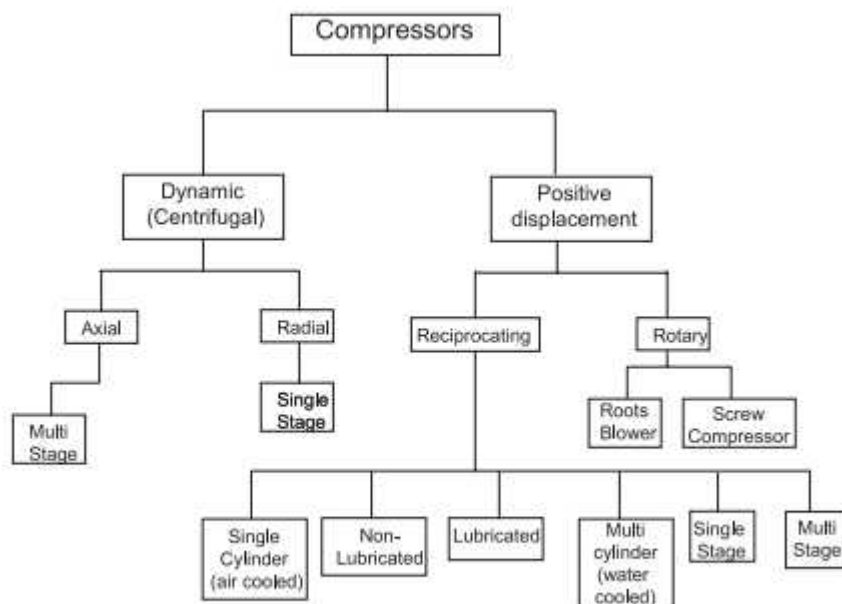 Compressors
Dynamic
(Centrifugal)
Positive
displacement
Axial
Radial
Reciprocating
Rotary
Multi
Stage
Single
Stage
Roots
Blower
Screw
Compressor
Single
Cylinder
(air cooled)
Non-
Lubricated
Lubricated
Multi
cylinder
(water
cooled)
Single
Stage
Multi
Stage